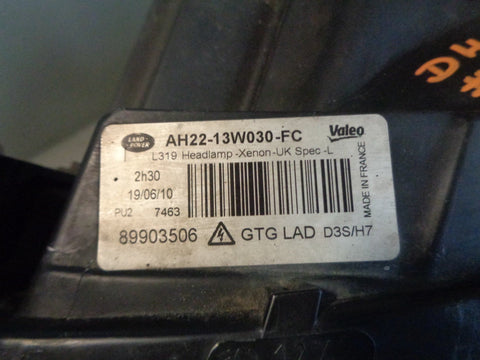 LAND ROVER
AH22-13W030-FC
Valeo
L319 Headlamp -Xenon-UK Spec -L
2h30
19/06/10
PU2 7463
MADE IN FRANCE
89903506 GTG LAD D3S/H7